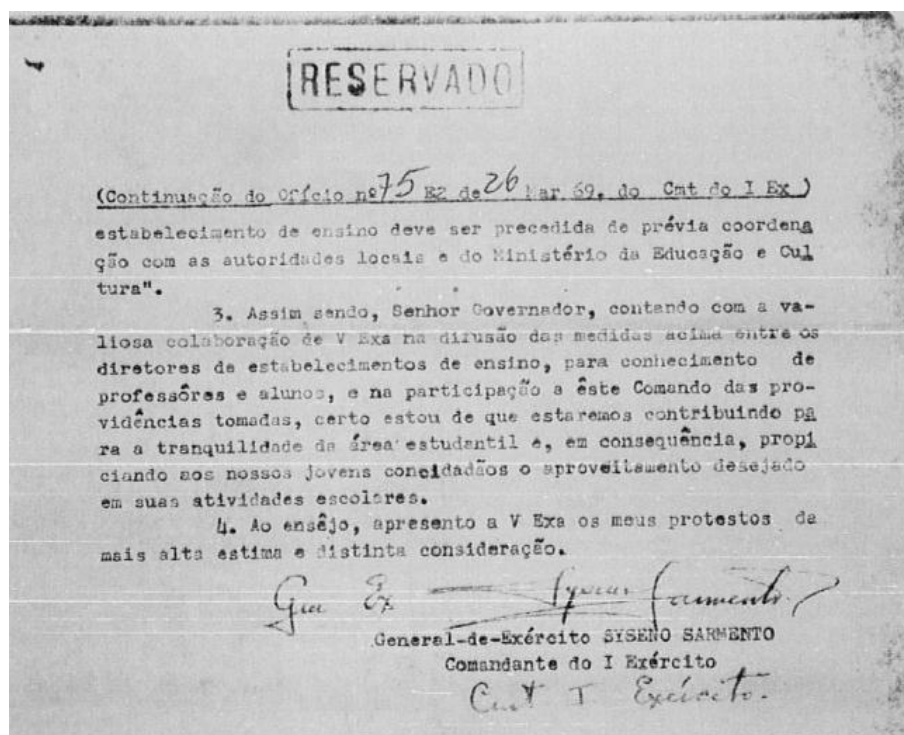 RESERVADO
(Continuação do Ofício nº 75 E2 de 26 Mar 69, do Cmt do I Ex )
estabelecimento de ensino deve ser precedida de prévia coordena
ção com as autoridades locais e do Ministério da Educação e Cul
tura".
3. Assim sendo, Senhor Governador, contando com a va-
liosa colaboração de V Exa na difusão das medidas acima entre os
diretores de estabelecimentos de ensino, para conhecimento de
professôres e alunos, e na participação a êste Comando das pro-
vidências tomadas, certo estou de que estaremos contribuindo pa
ra a tranquilidade da área estudantil e, em consequência, propi
ciando aos nossos jovens concidadãos o aproveitamento desejado
em suas atividades escolares.
4. Ao ensêjo, apresento a V Exa os meus protestos de
mais alta estima e distinta consideração.
Gen Ex Syseno Sarmento
General-de-Exército SYSENO SARMENTO
Comandante do I Exército
Cmt I Exército.